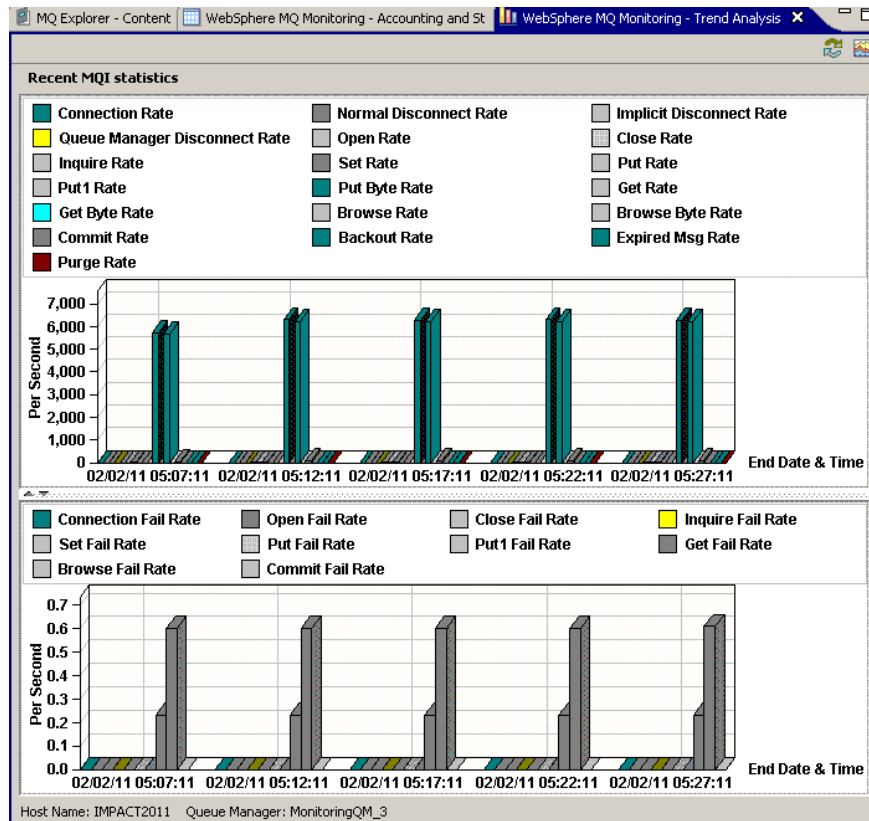 MQ Explorer - Content WebSphere MQ Monitoring - Accounting and St WebSphere MQ Monitoring - Trend Analysis X
Recent MQI statistics
Connection Rate Normal Disconnect Rate Implicit Disconnect Rate
Queue Manager Disconnect Rate Open Rate Close Rate
Inquire Rate Set Rate Put Rate
Put1 Rate Put Byte Rate Get Rate
Get Byte Rate Browse Rate Browse Byte Rate
Commit Rate Backout Rate Expired Msg Rate
Purge Rate
7,000
6,000
5,000
4,000
3,000
2,000
1,000
0
Per Second
02/02/11 05:07:11 02/02/11 05:12:11 02/02/11 05:17:11 02/02/11 05:22:11 02/02/11 05:27:11
End Date & Time
Connection Fail Rate Open Fail Rate Close Fail Rate Inquire Fail Rate
Set Fail Rate Put Fail Rate Put1 Fail Rate Get Fail Rate
Browse Fail Rate Commit Fail Rate
0.7
0.6
0.5
0.4
0.3
0.2
0.1
0.0
Per Second
02/02/11 05:07:11 02/02/11 05:12:11 02/02/11 05:17:11 02/02/11 05:22:11 02/02/11 05:27:11
End Date & Time
Host Name: IMPACT2011 Queue Manager: MonitoringQM_3